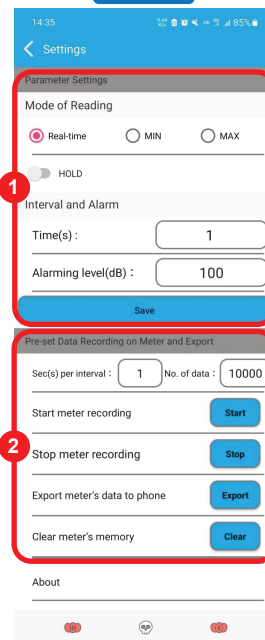 14:35 85%
Settings
Parameter Settings
Mode of Reading
Real-time MIN MAX
HOLD
1
Interval and Alarm
Time(s) : 1
Alarming level(dB) : 100
Save
Pre-set Data Recording on Meter and Export
Sec(s) per interval : 1 No. of data : 10000
Start meter recording Start
2
Stop meter recording Stop
Export meter's data to phone Export
Clear meter's memory Clear
About